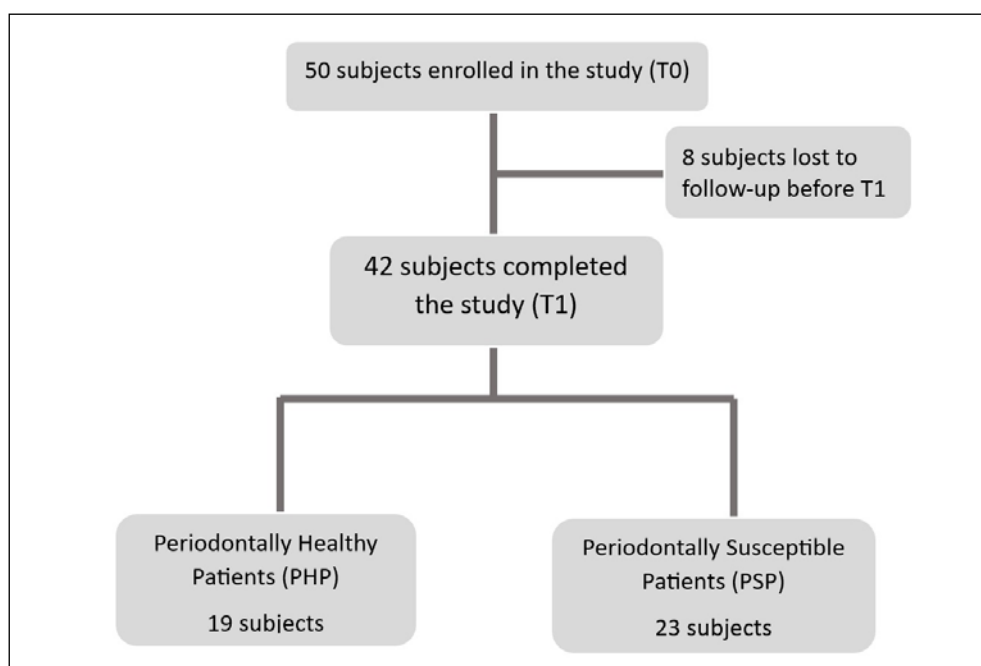 50 subjects enrolled in the study (T0)
8 subjects lost to
follow-up before T1
42 subjects completed
the study (T1)
Periodontally Healthy
Patients (PHP)
19 subjects
Periodontally Susceptible
Patients (PSP)
23 subjects